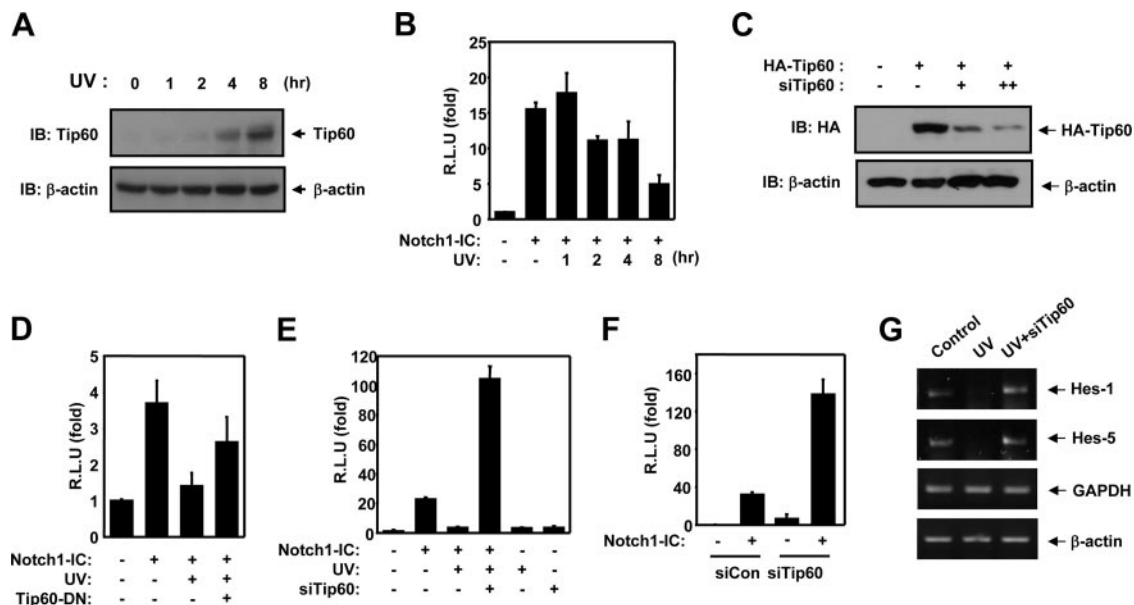 A
UV : 0 1 2 4 8 (hr)
IB: Tip60
Tip60
IB: β-actin
β-actin
B
R.L.U (fold)
25
20
15
10
5
0
Notch1-IC: - + + + + +
UV: - - 1 2 4 8 (hr)
C
HA-Tip60 : - + + +
siTip60 : - - + ++
IB: HA
HA-Tip60
IB: β-actin
β-actin
D
R.L.U (fold)
5
4
3
2
1
0
Notch1-IC: - + + +
UV: - - + +
Tip60-DN: - - - +
E
R.L.U (fold)
120
100
80
60
40
20
0
Notch1-IC: - + + + - -
UV: - - + + + -
siTip60: - - - + - +
F
R.L.U (fold)
160
120
80
40
0
Notch1-IC: - + - +
siCon siTip60
G
Control UV UV+siTip60
Hes-1
Hes-5
GAPDH
β-actin